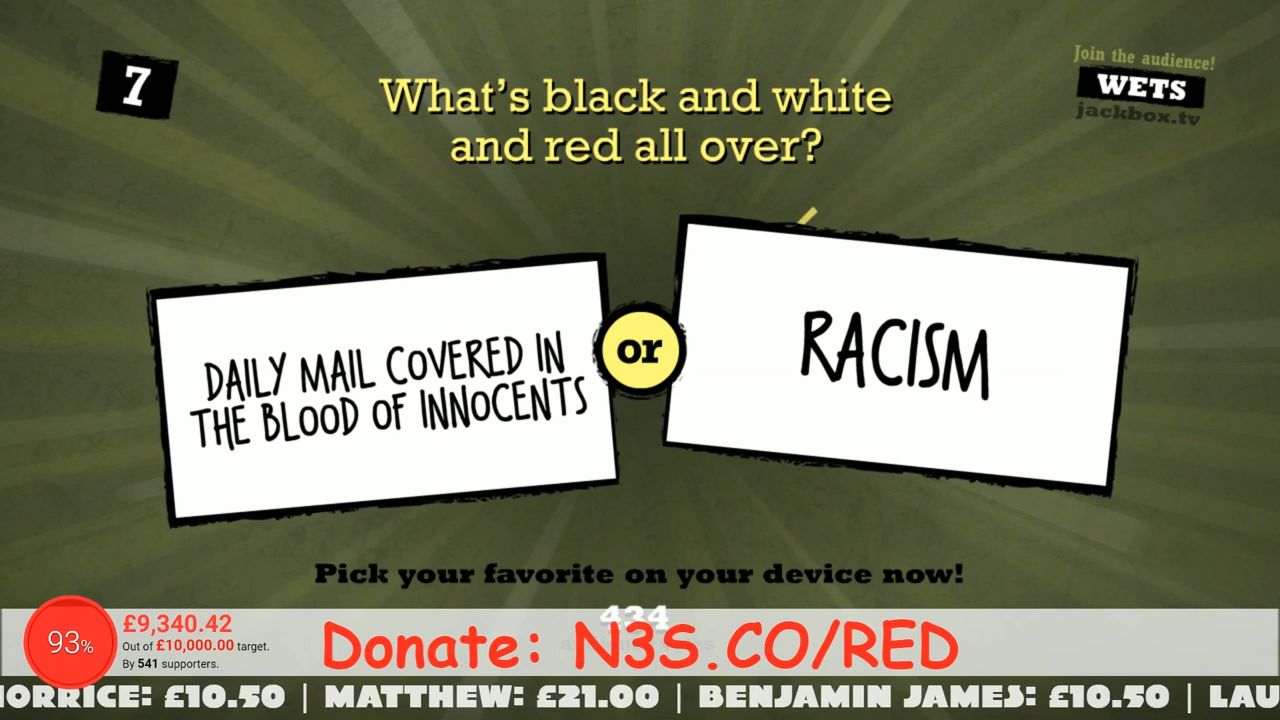 7
What's black and white
and red all over?
Join the audience!
WETS
jackbox.tv
DAILY MAIL COVERED IN
THE BLOOD OF INNOCENTS
or
RACISM
Pick your favorite on your device now!
434
93%
£9,340.42
Out of £10,000.00 target.
By 541 supporters.
Donate: N3S.CO/RED
ORRICE: £10.50 | MATTHEW: £21.00 | BENJAMIN JAMES: £10.50 | LAU